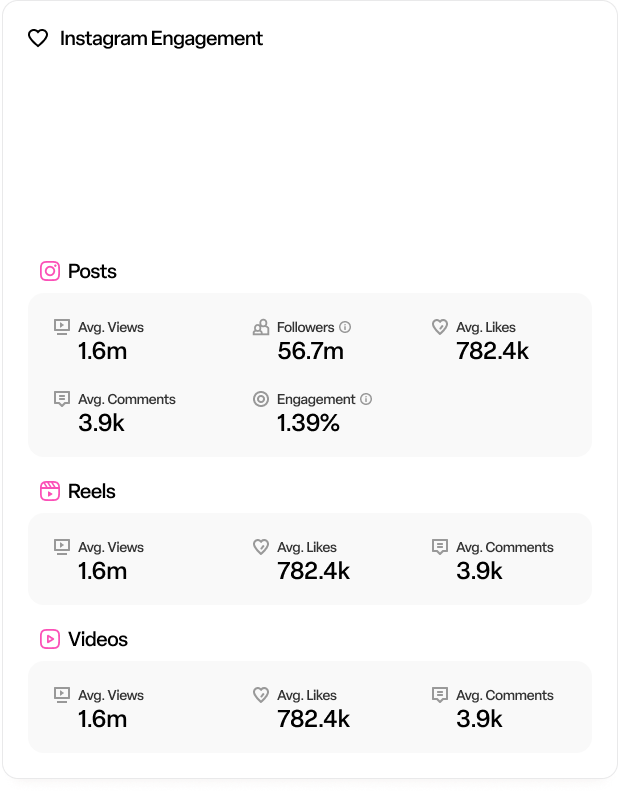 Instagram Engagement
Posts
Avg. Views
1.6m
Followers
56.7m
Avg. Likes
782.4k
Avg. Comments
3.9k
Engagement
1.39%
Reels
Avg. Views
1.6m
Avg. Likes
782.4k
Avg. Comments
3.9k
Videos
Avg. Views
1.6m
Avg. Likes
782.4k
Avg. Comments
3.9k